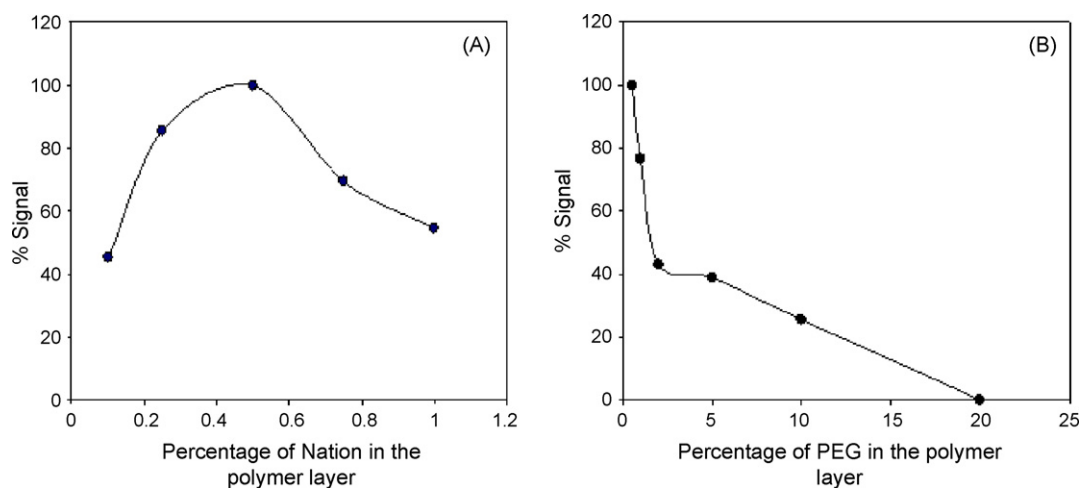 120
100
80
60
40
20
0
% Signal
(A)
0 0.2 0.4 0.6 0.8 1 1.2
Percentage of Nation in the
polymer layer
120
100
80
60
40
20
0
% Signal
(B)
0 5 10 15 20 25
Percentage of PEG in the polymer
layer